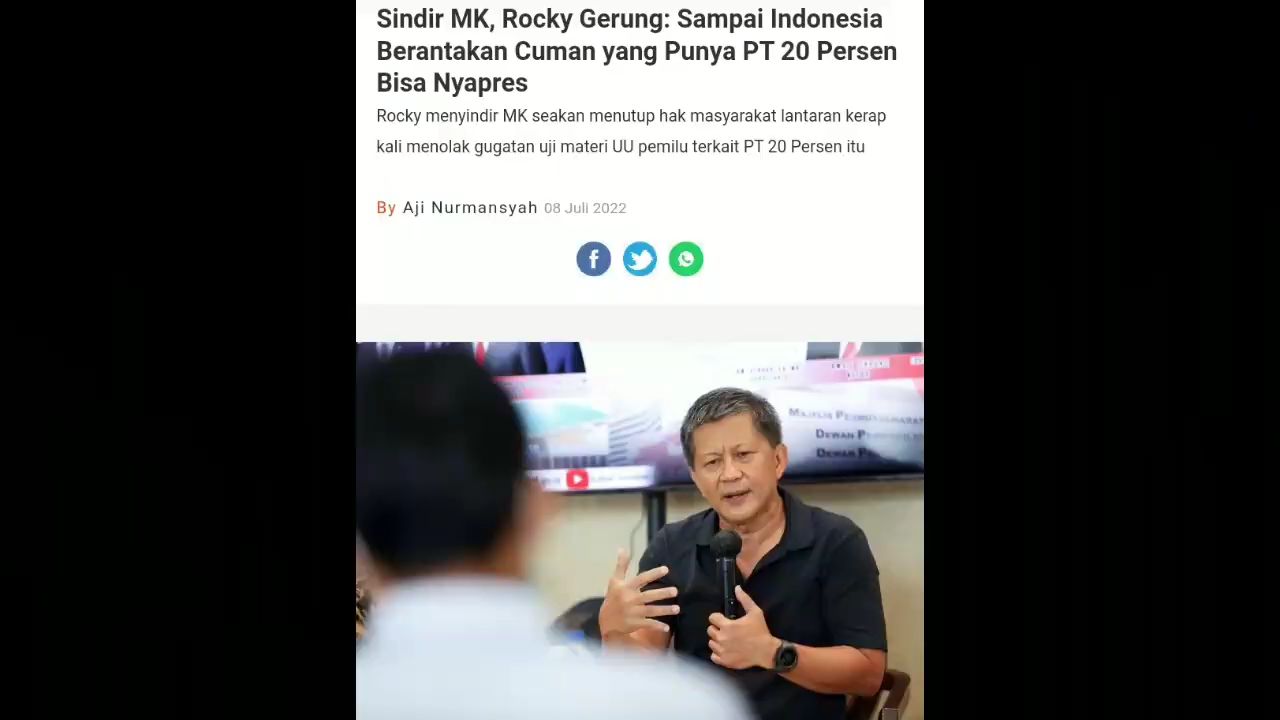 Sindir MK, Rocky Gerung: Sampai Indonesia
Berantakan Cuman yang Punya PT 20 Persen
Bisa Nyapres
Rocky menyindir MK seakan menutup hak masyarakat lantaran kerap
kali menolak gugatan uji materi UU pemilu terkait PT 20 Persen itu
By Aji Nurmansyah 08 Juli 2022